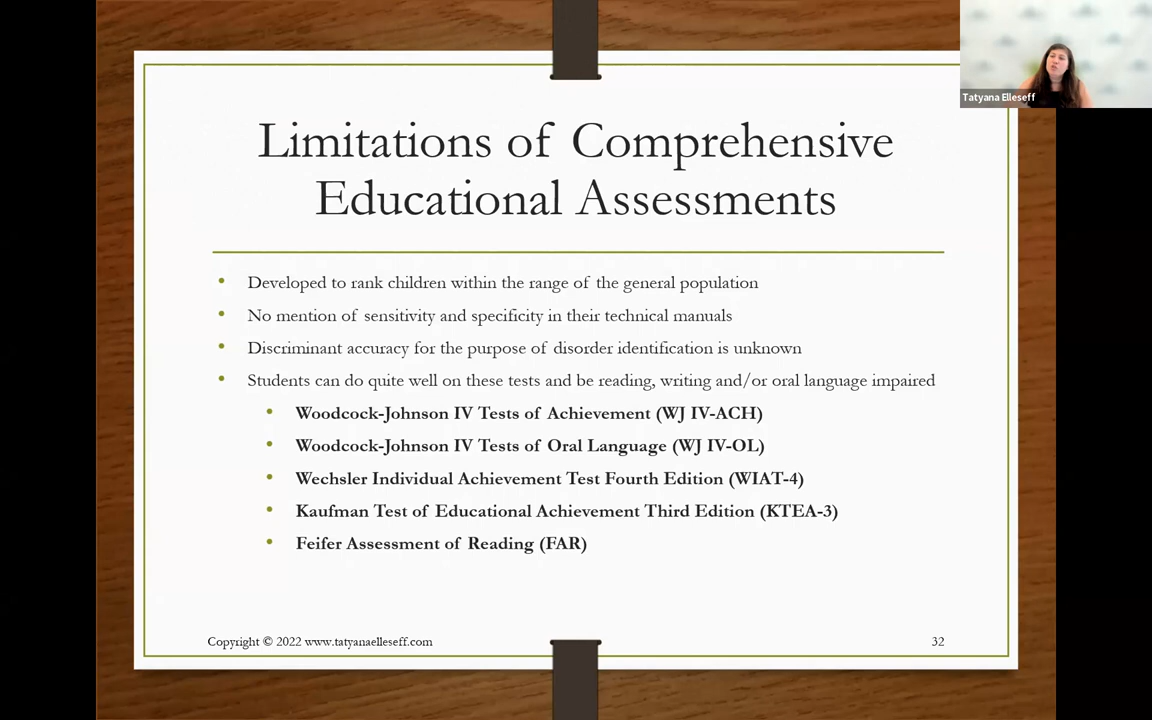 Tatyana Elleseff
Limitations of Comprehensive
Educational Assessments
• Developed to rank children within the range of the general population
• No mention of sensitivity and specificity in their technical manuals
• Discriminant accuracy for the purpose of disorder identification is unknown
• Students can do quite well on these tests and be reading, writing and/or oral language impaired
• Woodcock-Johnson IV Tests of Achievement (WJ IV-ACH)
• Woodcock-Johnson IV Tests of Oral Language (WJ IV-OL)
• Wechsler Individual Achievement Test Fourth Edition (WIAT-4)
• Kaufman Test of Educational Achievement Third Edition (KTEA-3)
• Feifer Assessment of Reading (FAR)
Copyright © 2022 www.tatyanaelleseff.com
32